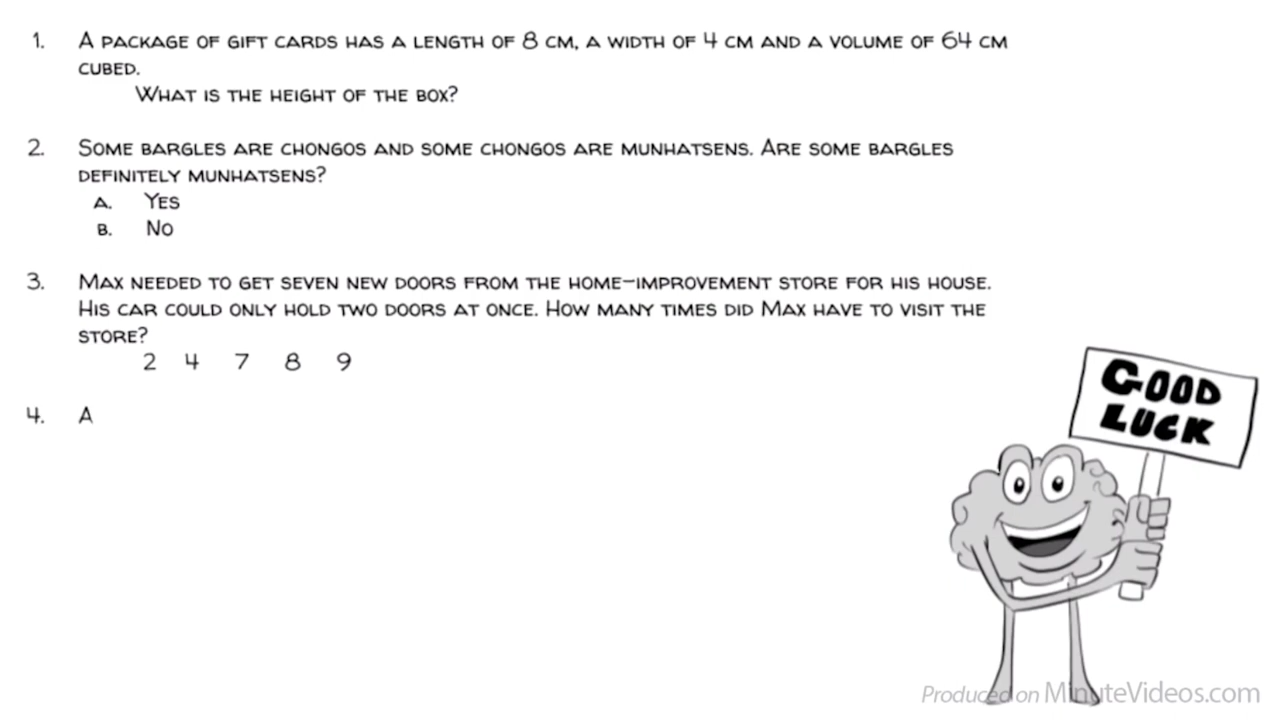 1. A PACKAGE OF GIFT CARDS HAS A LENGTH OF 8 CM, A WIDTH OF 4 CM AND A VOLUME OF 64 CM
CUBED.
WHAT IS THE HEIGHT OF THE BOX?
2. SOME BARGLES ARE CHONGOS AND SOME CHONGOS ARE MUNHATSENS. ARE SOME BARGLES
DEFINITELY MUNHATSENS?
A. YES
B. NO
3. MAX NEEDED TO GET SEVEN NEW DOORS FROM THE HOME-IMPROVEMENT STORE FOR HIS HOUSE.
HIS CAR COULD ONLY HOLD TWO DOORS AT ONCE. HOW MANY TIMES DID MAX HAVE TO VISIT THE
STORE?
2 4 7 8 9
4. A
GOOD
LUCK
Produced on MinuteVideos.com